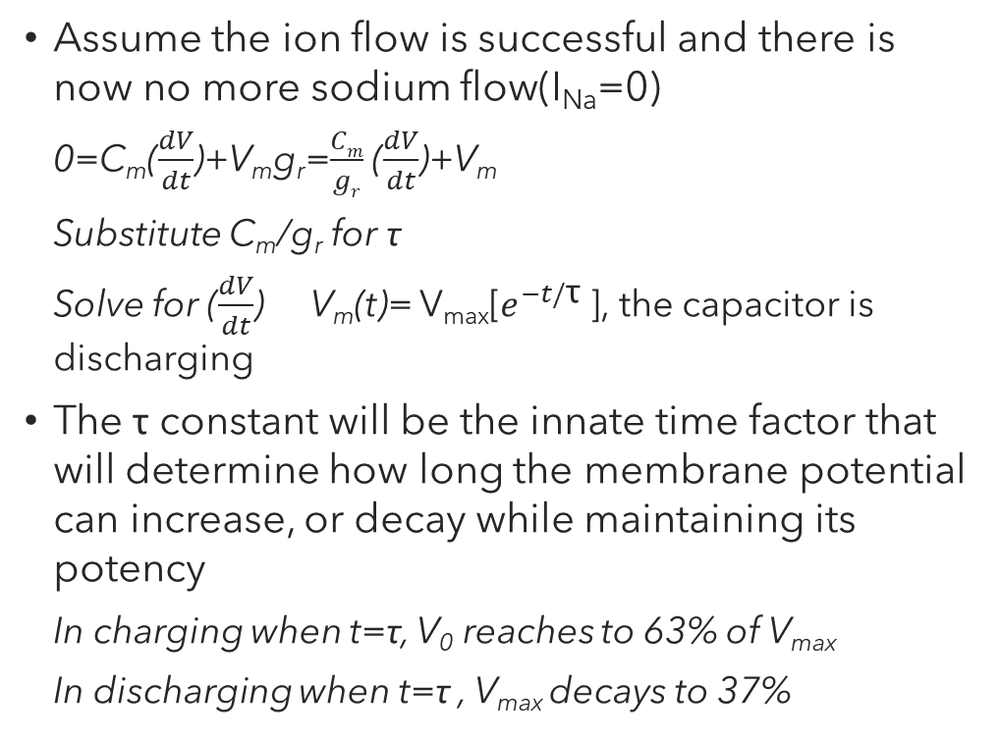 • Assume the ion flow is successful and there is
now no more sodium flow(I_Na=0)
0=C_m(dV/dt)+V_mg_r=C_m/g_r(dV/dt)+V_m
Substitute C_m/g_r for τ
Solve for (dV/dt) V_m(t)= V_max[e^−t/τ ], the capacitor is
discharging
• The τ constant will be the innate time factor that
will determine how long the membrane potential
can increase, or decay while maintaining its
potency
In charging when t=τ, V_0 reaches to 63% of V_max
In discharging when t=τ , V_max decays to 37%